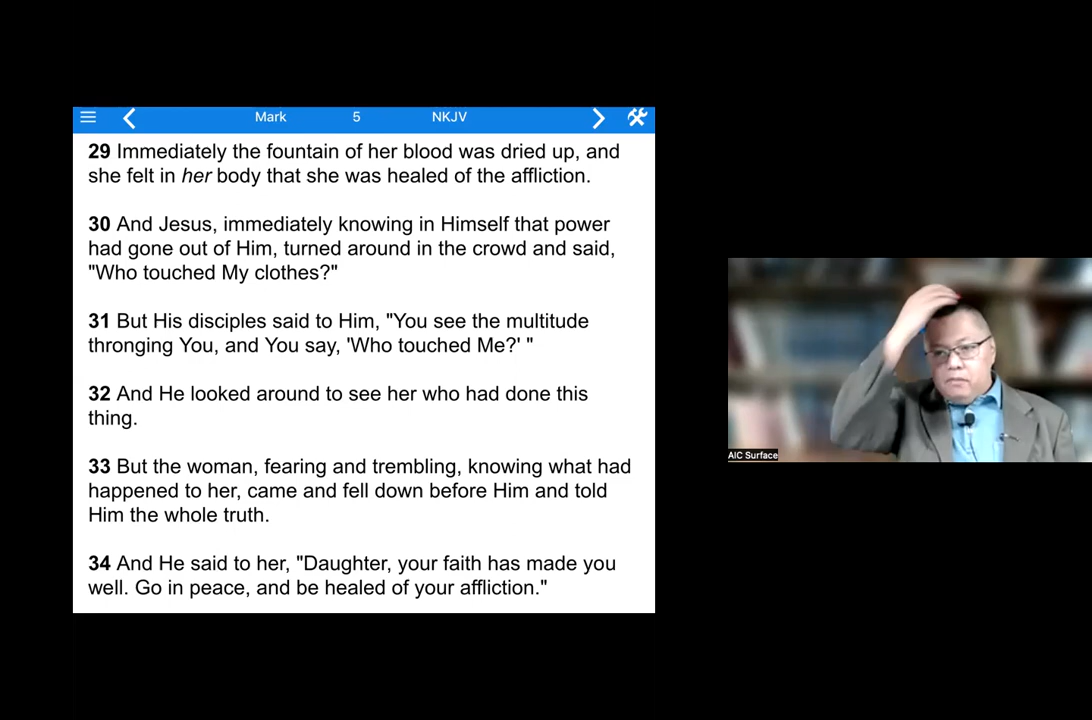 Mark 5 NKJV
29 Immediately the fountain of her blood was dried up, and
she felt in her body that she was healed of the affliction.
30 And Jesus, immediately knowing in Himself that power
had gone out of Him, turned around in the crowd and said,
"Who touched My clothes?"
31 But His disciples said to Him, "You see the multitude
thronging You, and You say, 'Who touched Me?' "
32 And He looked around to see her who had done this
thing.
33 But the woman, fearing and trembling, knowing what had
happened to her, came and fell down before Him and told
Him the whole truth.
34 And He said to her, "Daughter, your faith has made you
well. Go in peace, and be healed of your affliction."
AIC Surface